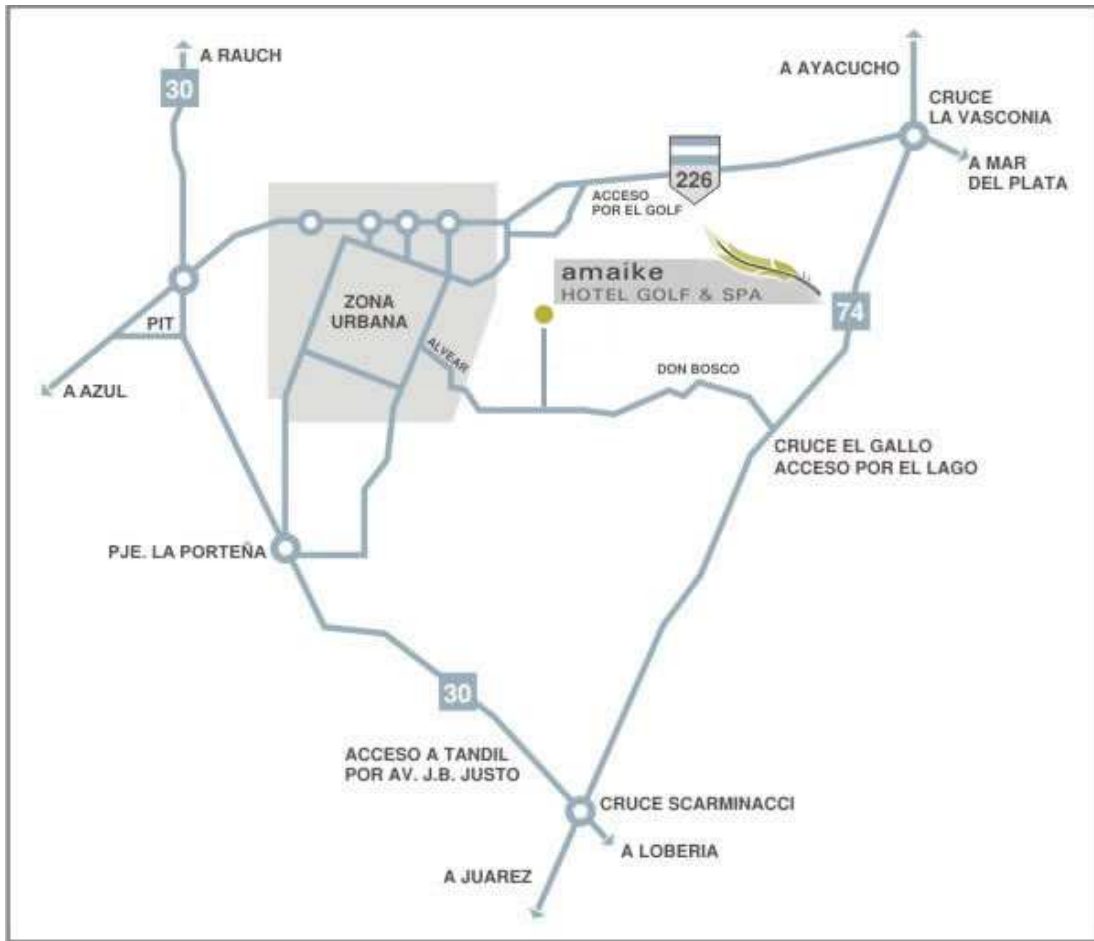 A RAUCH
30
A AYACUCHO
CRUCE
LA VASCONIA
A MAR
DEL PLATA
226
ACCESO
POR EL GOLF
amaike
HOTEL GOLF & SPA
74
ZONA
URBANA
PIT
ALVEAR
A AZUL
DON BOSCO
CRUCE EL GALLO
ACCESO POR EL LAGO
PJE. LA PORTEÑA
30
ACCESO A TANDIL
POR AV. J.B. JUSTO
CRUCE SCARMINACCI
A LOBERIA
A JUAREZ